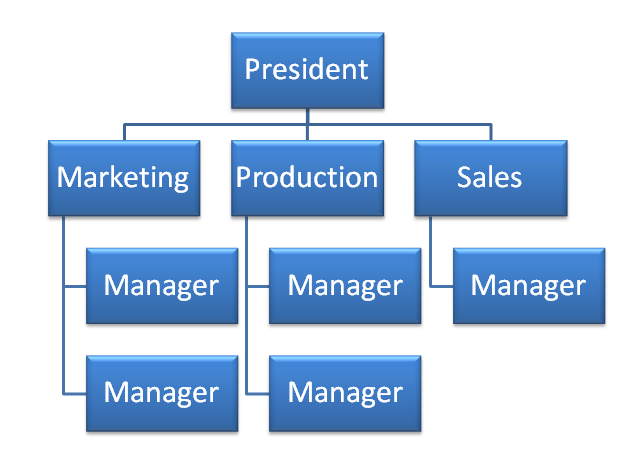 President
Marketing
Production
Sales
Manager
Manager
Manager
Manager
Manager